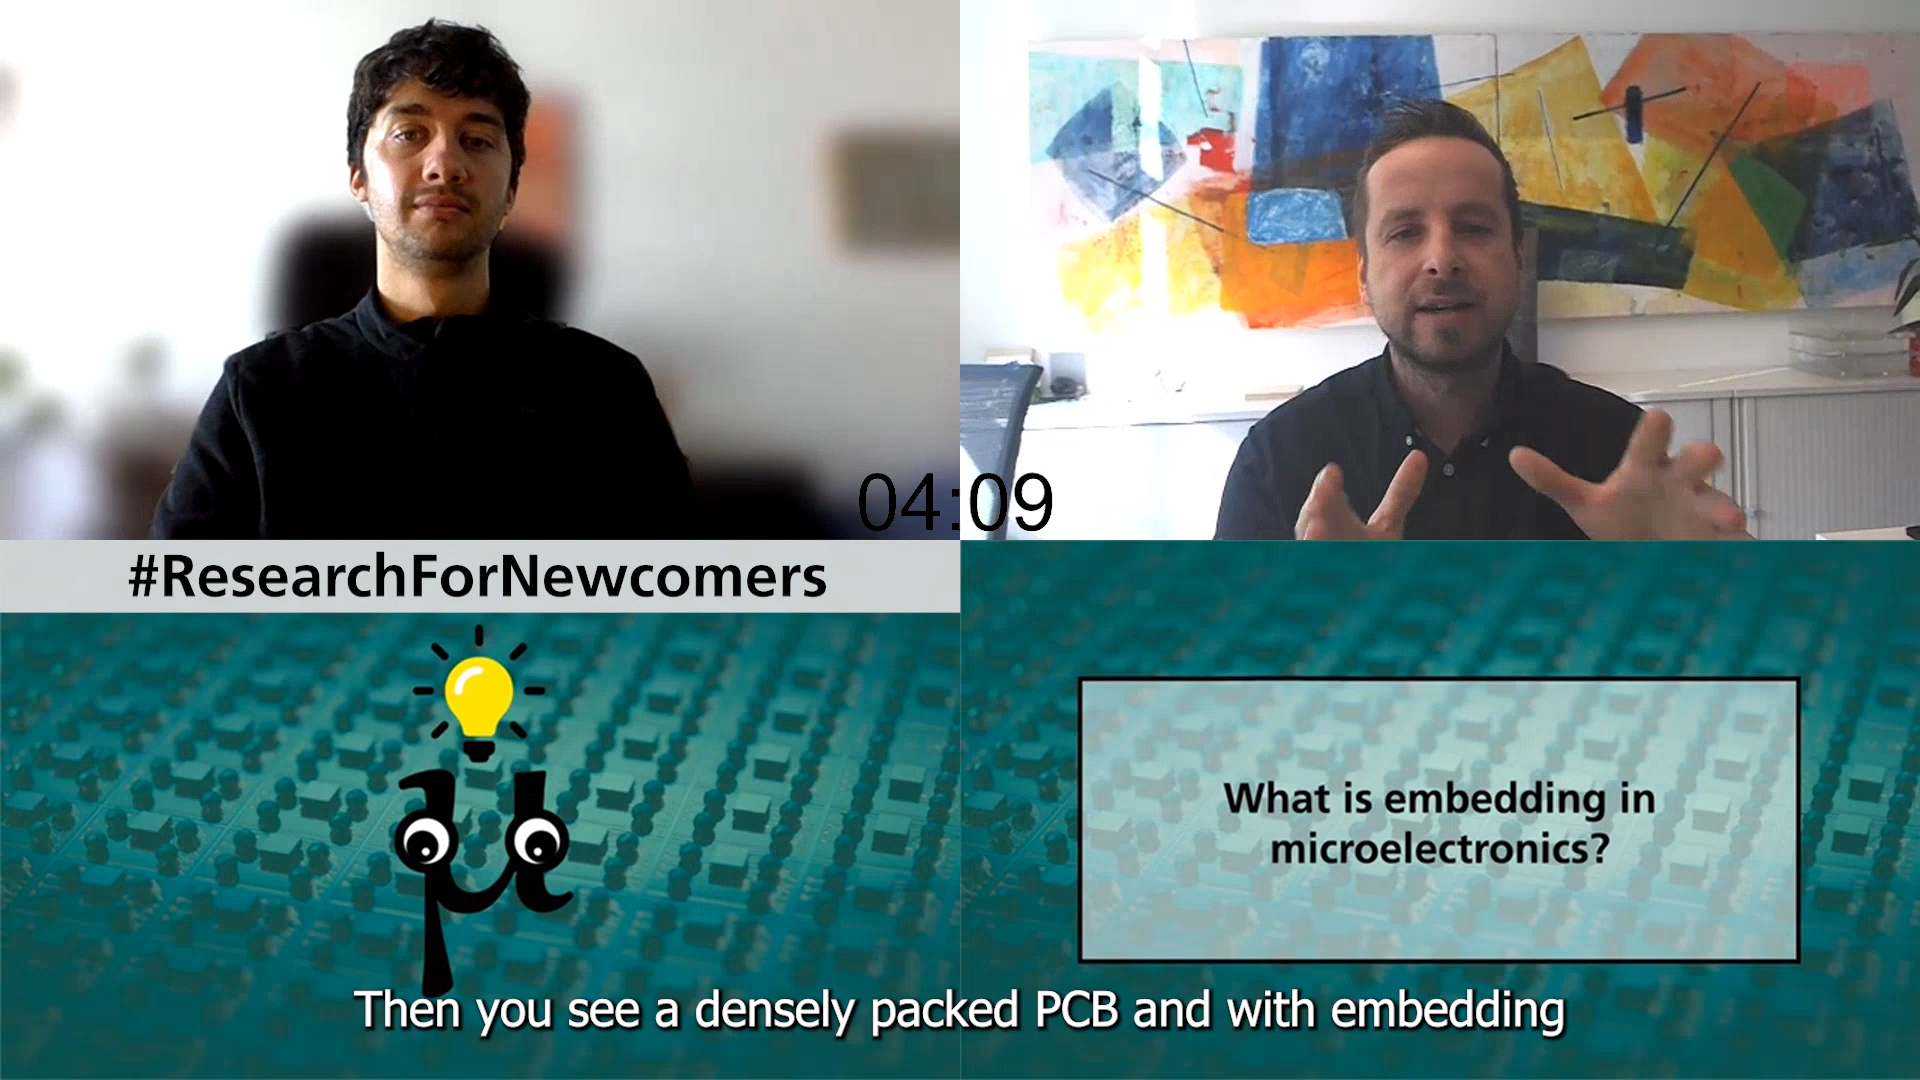 04:09
#ResearchForNewcomers
µ
What is embedding in
microelectronics?
Then you see a densely packed PCB and with embedding